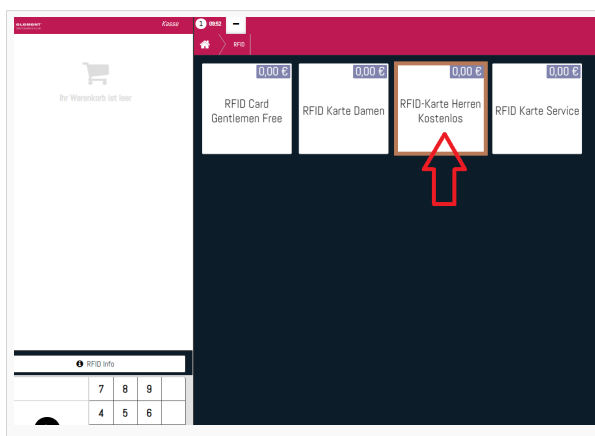 ELEMENT
Kasse
1 09:52 –
RFID
Ihr Warenkorb ist leer
0,00 €
RFID Card
Gentlemen Free
0,00 €
RFID Karte Damen
0,00 €
RFID-Karte Herren
Kostenlos
0,00 €
RFID Karte Service
RFID Info
7 8 9
4 5 6